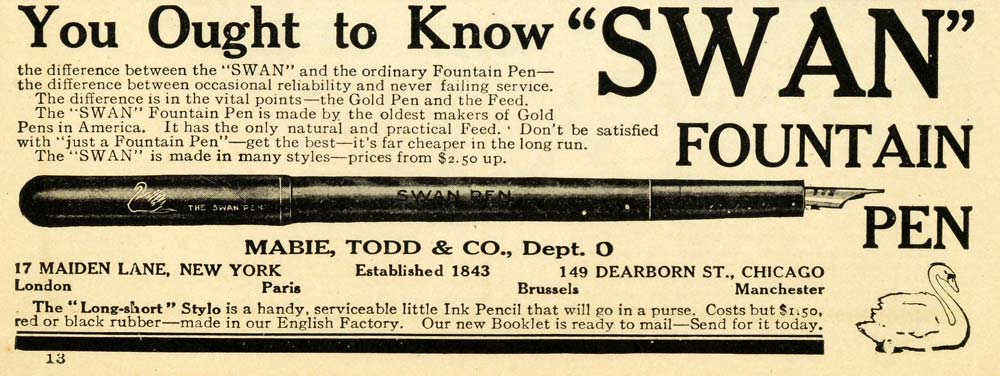 You Ought to Know "SWAN"
the difference between the "SWAN" and the ordinary Fountain Pen—
the difference between occasional reliability and never failing service.
The difference is in the vital points—the Gold Pen and the Feed.
The "SWAN" Fountain Pen is made by the oldest makers of Gold
Pens in America. It has the only natural and practical Feed. Don't be satisfied
with "just a Fountain Pen"—get the best—it's far cheaper in the long run.
The "SWAN" is made in many styles—prices from $2.50 up.
FOUNTAIN
PEN
THE SWAN PEN
SWAN PEN
MABIE, TODD & CO., Dept. O
17 MAIDEN LANE, NEW YORK Established 1843 149 DEARBORN ST., CHICAGO
London Paris Brussels Manchester
The "Long-short" Stylo is a handy, serviceable little Ink Pencil that will go in a purse. Costs but $1.50,
red or black rubber—made in our English Factory. Our new Booklet is ready to mail—Send for it today.
13